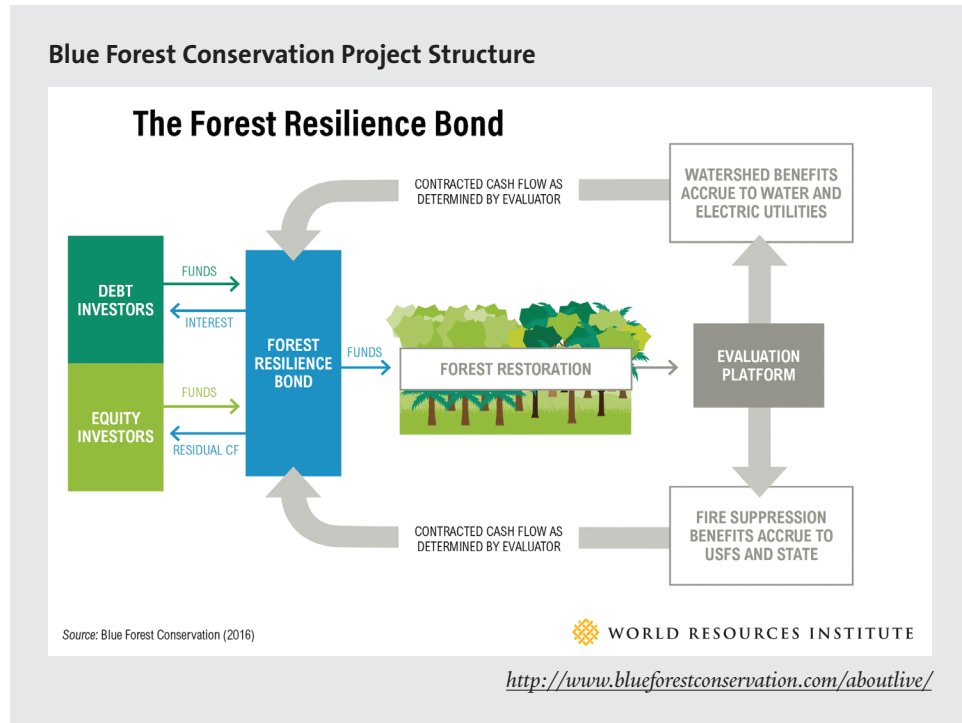 Blue Forest Conservation Project Structure
The Forest Resilience Bond
CONTRACTED CASH FLOW AS
DETERMINED BY EVALUATOR
WATERSHED BENEFITS
ACCRUE TO WATER AND
ELECTRIC UTILITIES
DEBT
INVESTORS
FUNDS
INTEREST
EQUITY
INVESTORS
FUNDS
RESIDUAL CF
FOREST
RESILIENCE
BOND
FUNDS
FOREST RESTORATION
EVALUATION
PLATFORM
CONTRACTED CASH FLOW AS
DETERMINED BY EVALUATOR
FIRE SUPPRESSION
BENEFITS ACCRUE TO
USFS AND STATE
Source: Blue Forest Conservation (2016)
WORLD RESOURCES INSTITUTE
http://www.blueforestconservation.com/aboutlive/